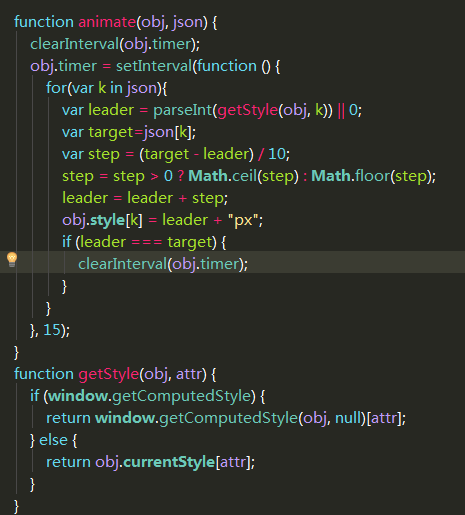 function animate(obj, json) {
clearInterval(obj.timer);
obj.timer = setInterval(function () {
for(var k in json){
var leader = parseInt(getStyle(obj, k)) || 0;
var target=json[k];
var step = (target - leader) / 10;
step = step > 0 ? Math.ceil(step) : Math.floor(step);
leader = leader + step;
obj.style[k] = leader + "px";
if (leader === target) {
clearInterval(obj.timer);
}
}
}, 15);
}
function getStyle(obj, attr) {
if (window.getComputedStyle) {
return window.getComputedStyle(obj, null)[attr];
} else {
return obj.currentStyle[attr];
}
}